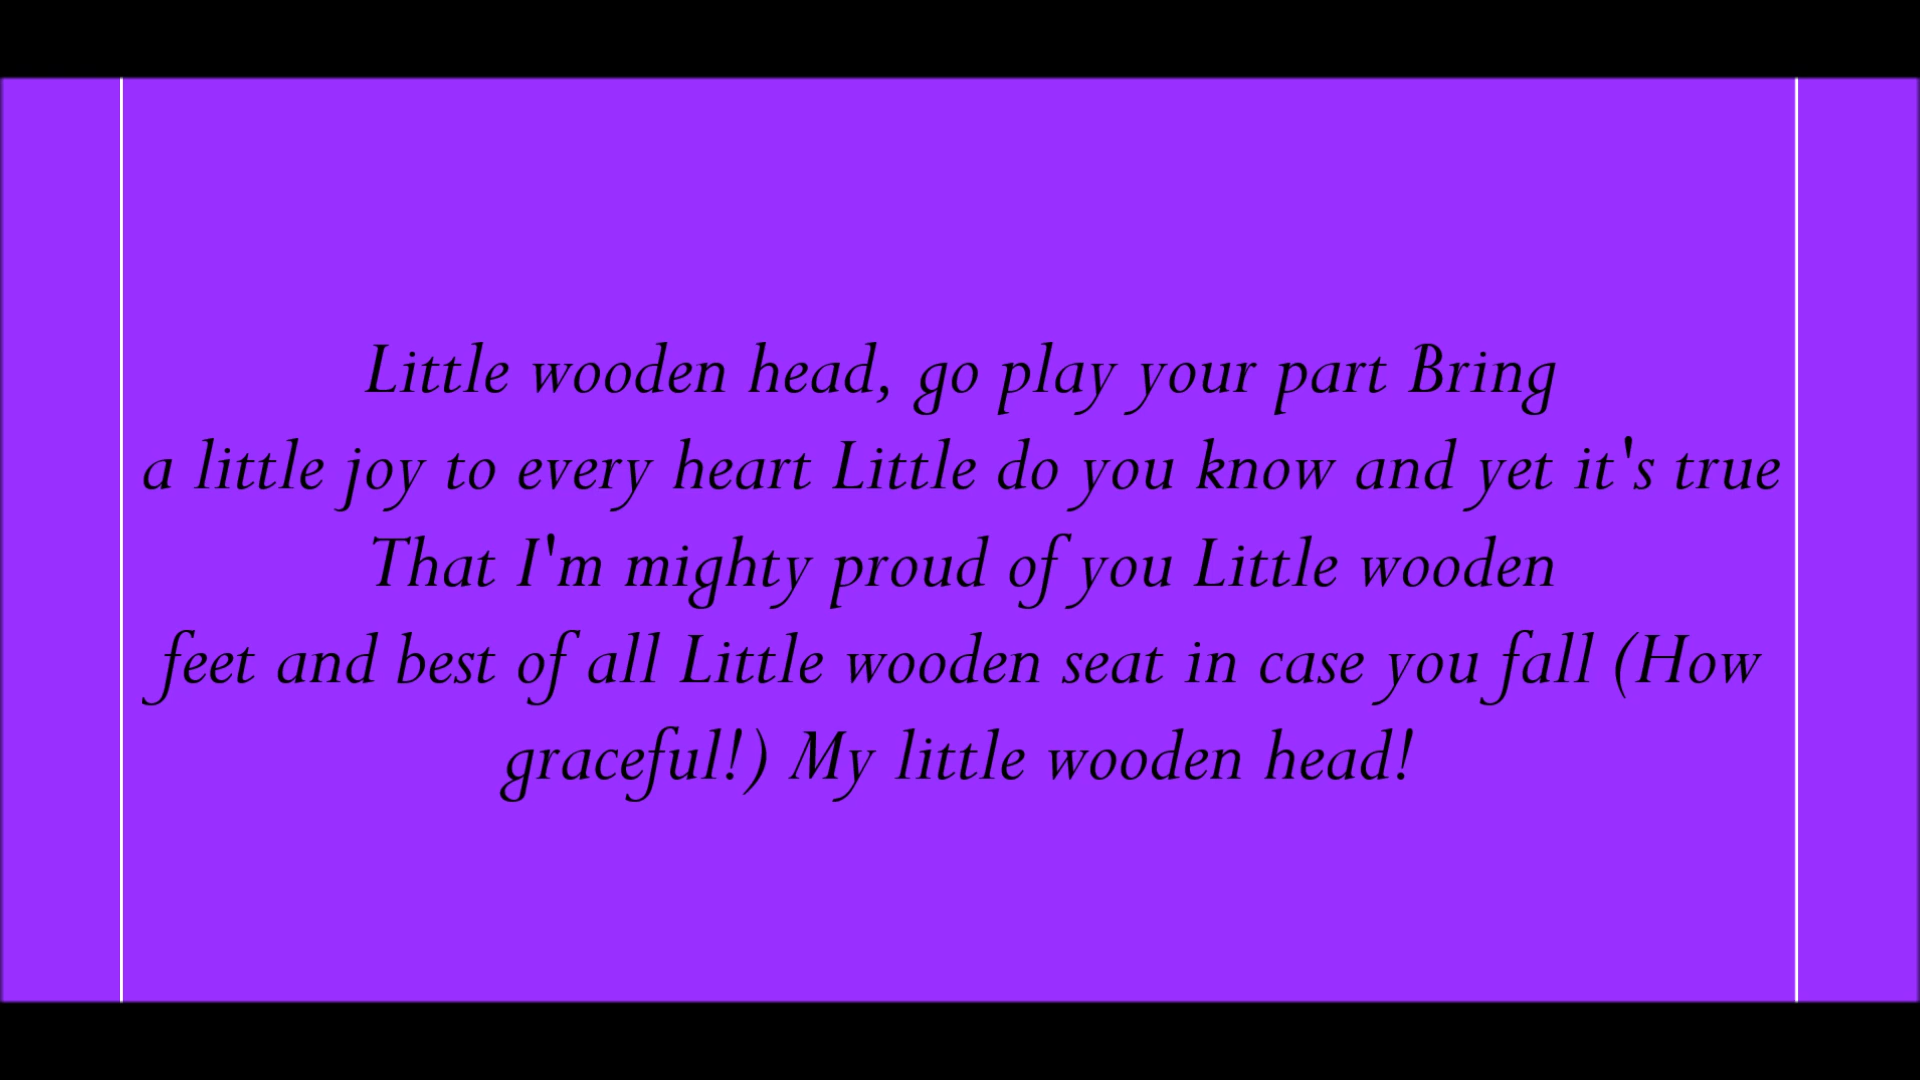 Little wooden head, go play your part Bring
a little joy to every heart Little do you know and yet it's true
That I'm mighty proud of you Little wooden
feet and best of all Little wooden seat in case you fall (How
graceful!) My little wooden head!